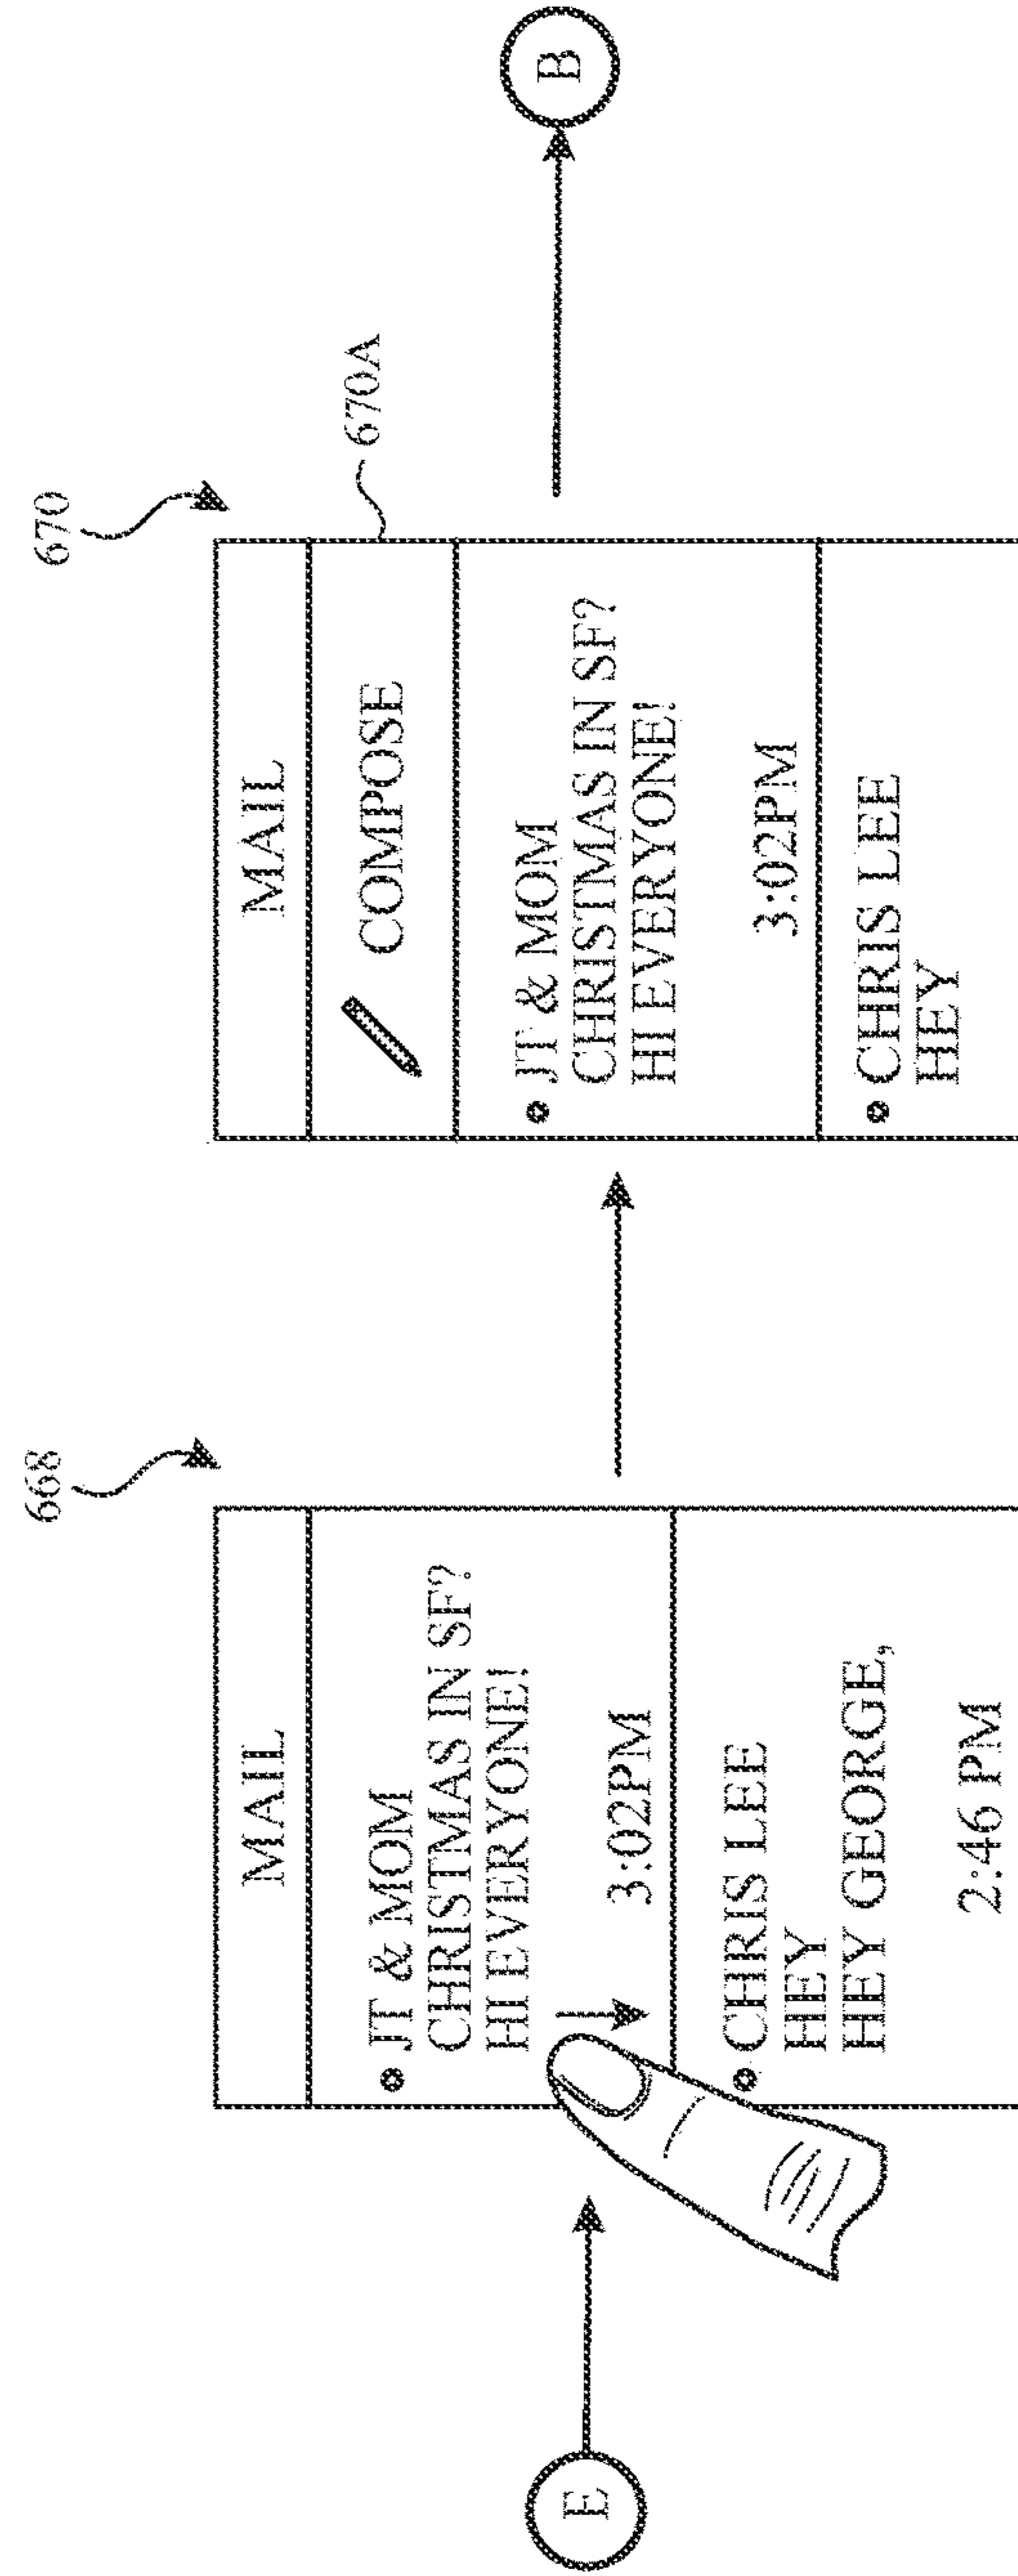 E
668
MAIL
JT & MOM
CHRISTMAS IN SF?
HI EVERYONE!
3:02PM
CHRIS LEE
HEY
HEY GEORGE,
2:46 PM
670
MAIL
670A
COMPOSE
JT & MOM
CHRISTMAS IN SF?
HI EVERYONE!
3:02PM
CHRIS LEE
HEY
B